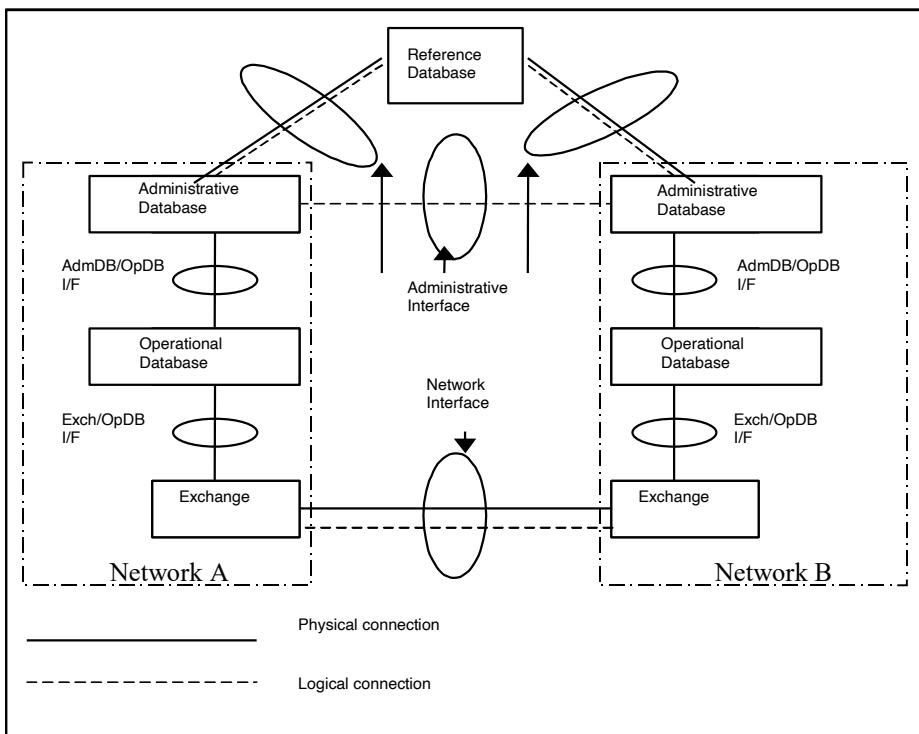 Reference
Database
Administrative
Database
Administrative
Database
AdmDB/OpDB
I/F
AdmDB/OpDB
I/F
Administrative
Interface
Operational
Database
Operational
Database
Network
Interface
Exch/OpDB
I/F
Exch/OpDB
I/F
Exchange
Exchange
Network A
Network B
Physical connection
Logical connection